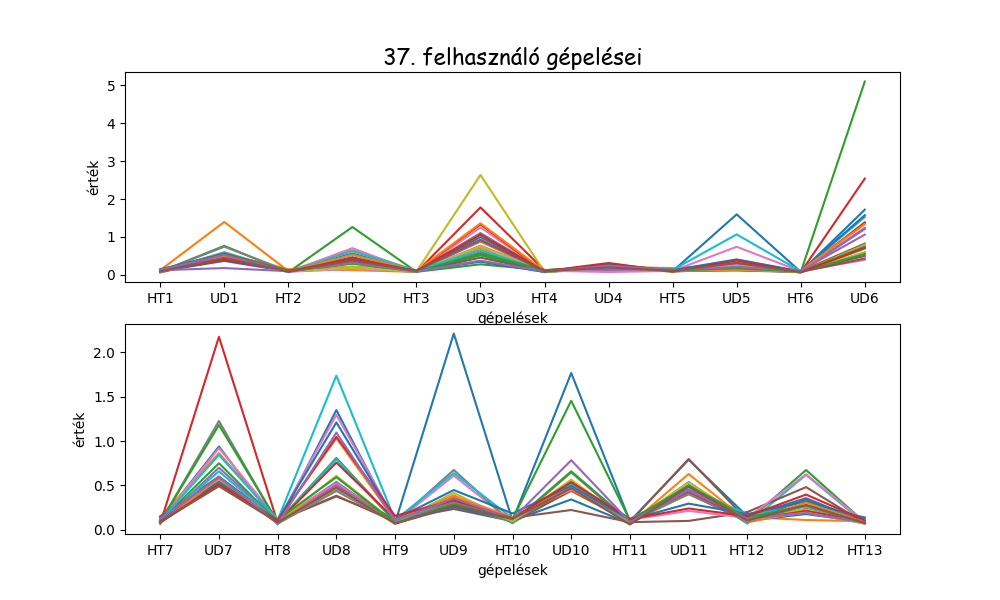 37. felhasználó gépelései
érték
5
4
3
2
1
0
HT1 UD1 HT2 UD2 HT3 UD3 HT4 UD4 HT5 UD5 HT6 UD6
gépelések
érték
2.0
1.5
1.0
0.5
0.0
HT7 UD7 HT8 UD8 HT9 UD9 HT10 UD10 HT11 UD11 HT12 UD12 HT13
gépelések